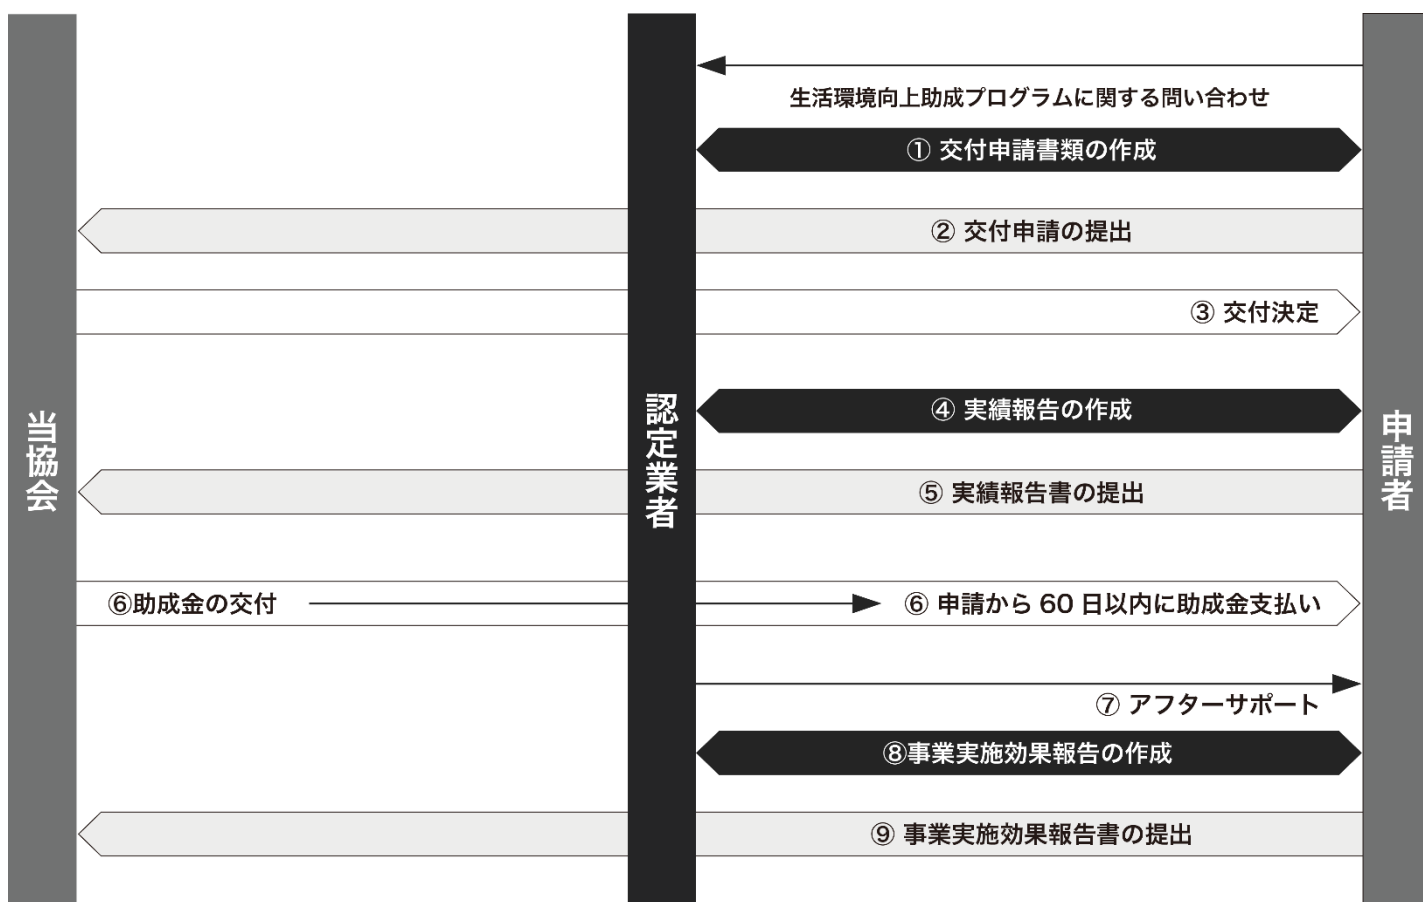 生活環境向上助成プログラムに関する問い合わせ
① 交付申請書類の作成
② 交付申請の提出
③ 交付決定
④ 実績報告の作成
当協会
認定業者
申請者
⑤ 実績報告書の提出
⑥助成金の交付
⑥ 申請から 60 日以内に助成金支払い
⑦ アフターサポート
⑧事業実施効果報告の作成
⑨ 事業実施効果報告書の提出